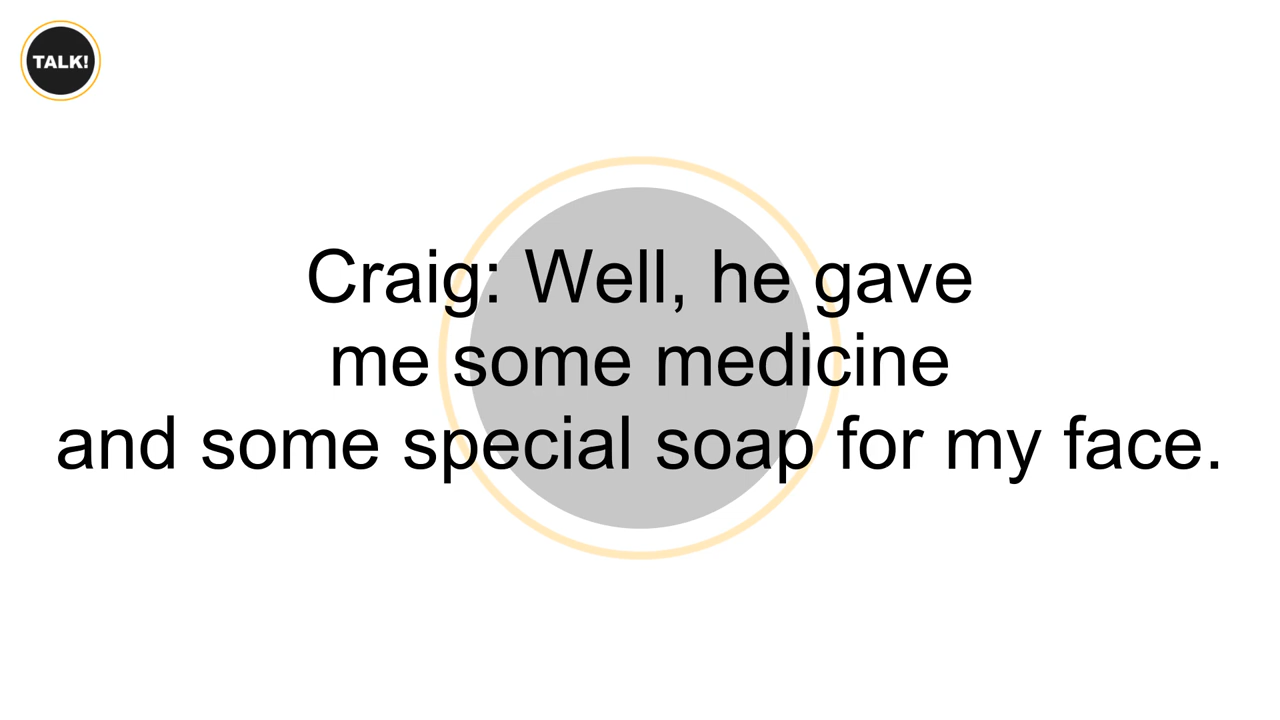 TALK!
Craig: Well, he gave
me some medicine
and some special soap for my face.